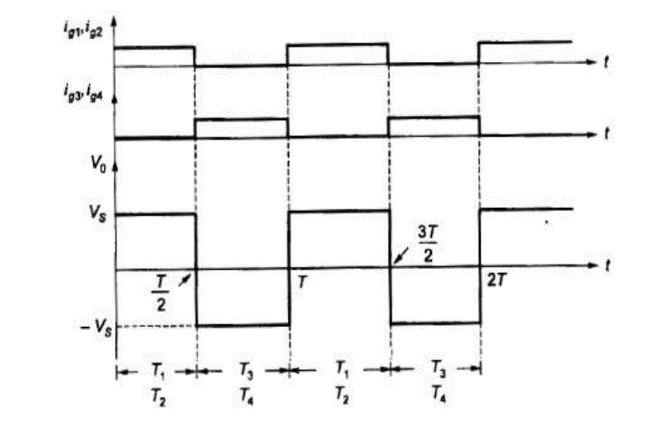 ig1,ig2
t
ig3,ig4
t
V0
Vs
T/2
T
3T/2
2T
t
– Vs
T1 T3 T1 T3
T2 T4 T2 T4